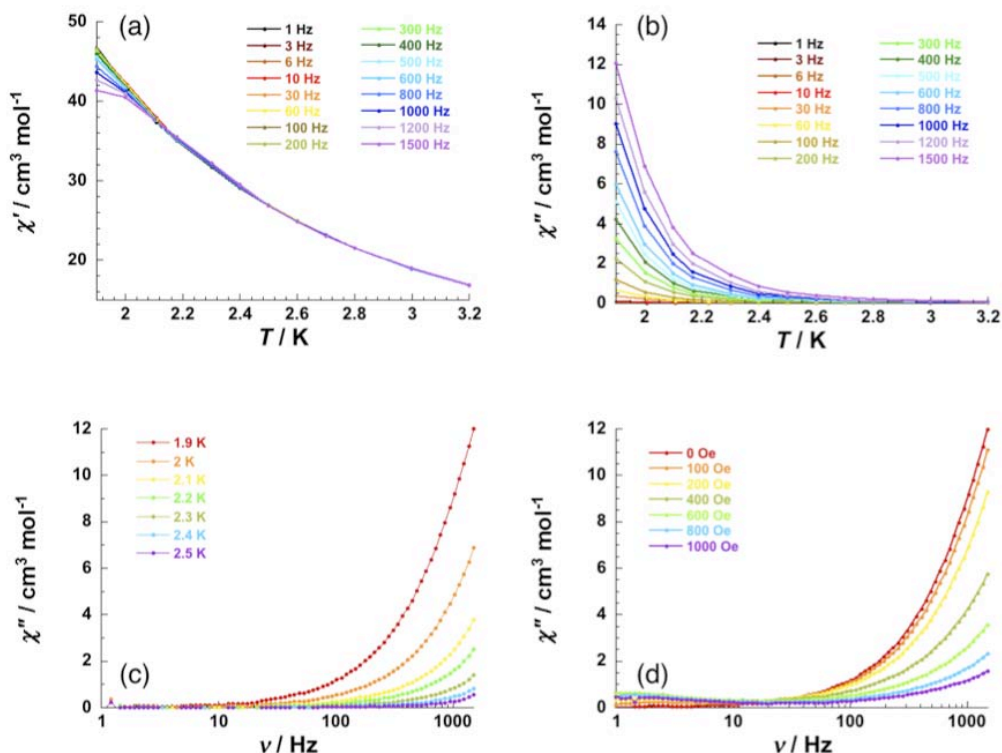 (a)
1 Hz 300 Hz
3 Hz 400 Hz
6 Hz 500 Hz
10 Hz 600 Hz
30 Hz 800 Hz
60 Hz 1000 Hz
100 Hz 1200 Hz
200 Hz 1500 Hz
50
40
30
20
χ′ / cm³ mol⁻¹
2 2.2 2.4 2.6 2.8 3 3.2
T / K
(b)
1 Hz 300 Hz
3 Hz 400 Hz
6 Hz 500 Hz
10 Hz 600 Hz
30 Hz 800 Hz
60 Hz 1000 Hz
100 Hz 1200 Hz
200 Hz 1500 Hz
14
12
10
8
6
4
2
0
χ″ / cm³ mol⁻¹
2 2.2 2.4 2.6 2.8 3 3.2
T / K
12
10
8
6
4
2
0
χ″ / cm³ mol⁻¹
1.9 K
2 K
2.1 K
2.2 K
2.3 K
2.4 K
2.5 K
(c)
1 10 100 1000
ν / Hz
12
10
8
6
4
2
0
χ″ / cm³ mol⁻¹
0 Oe
100 Oe
200 Oe
400 Oe
600 Oe
800 Oe
1000 Oe
(d)
1 10 100 1000
ν / Hz